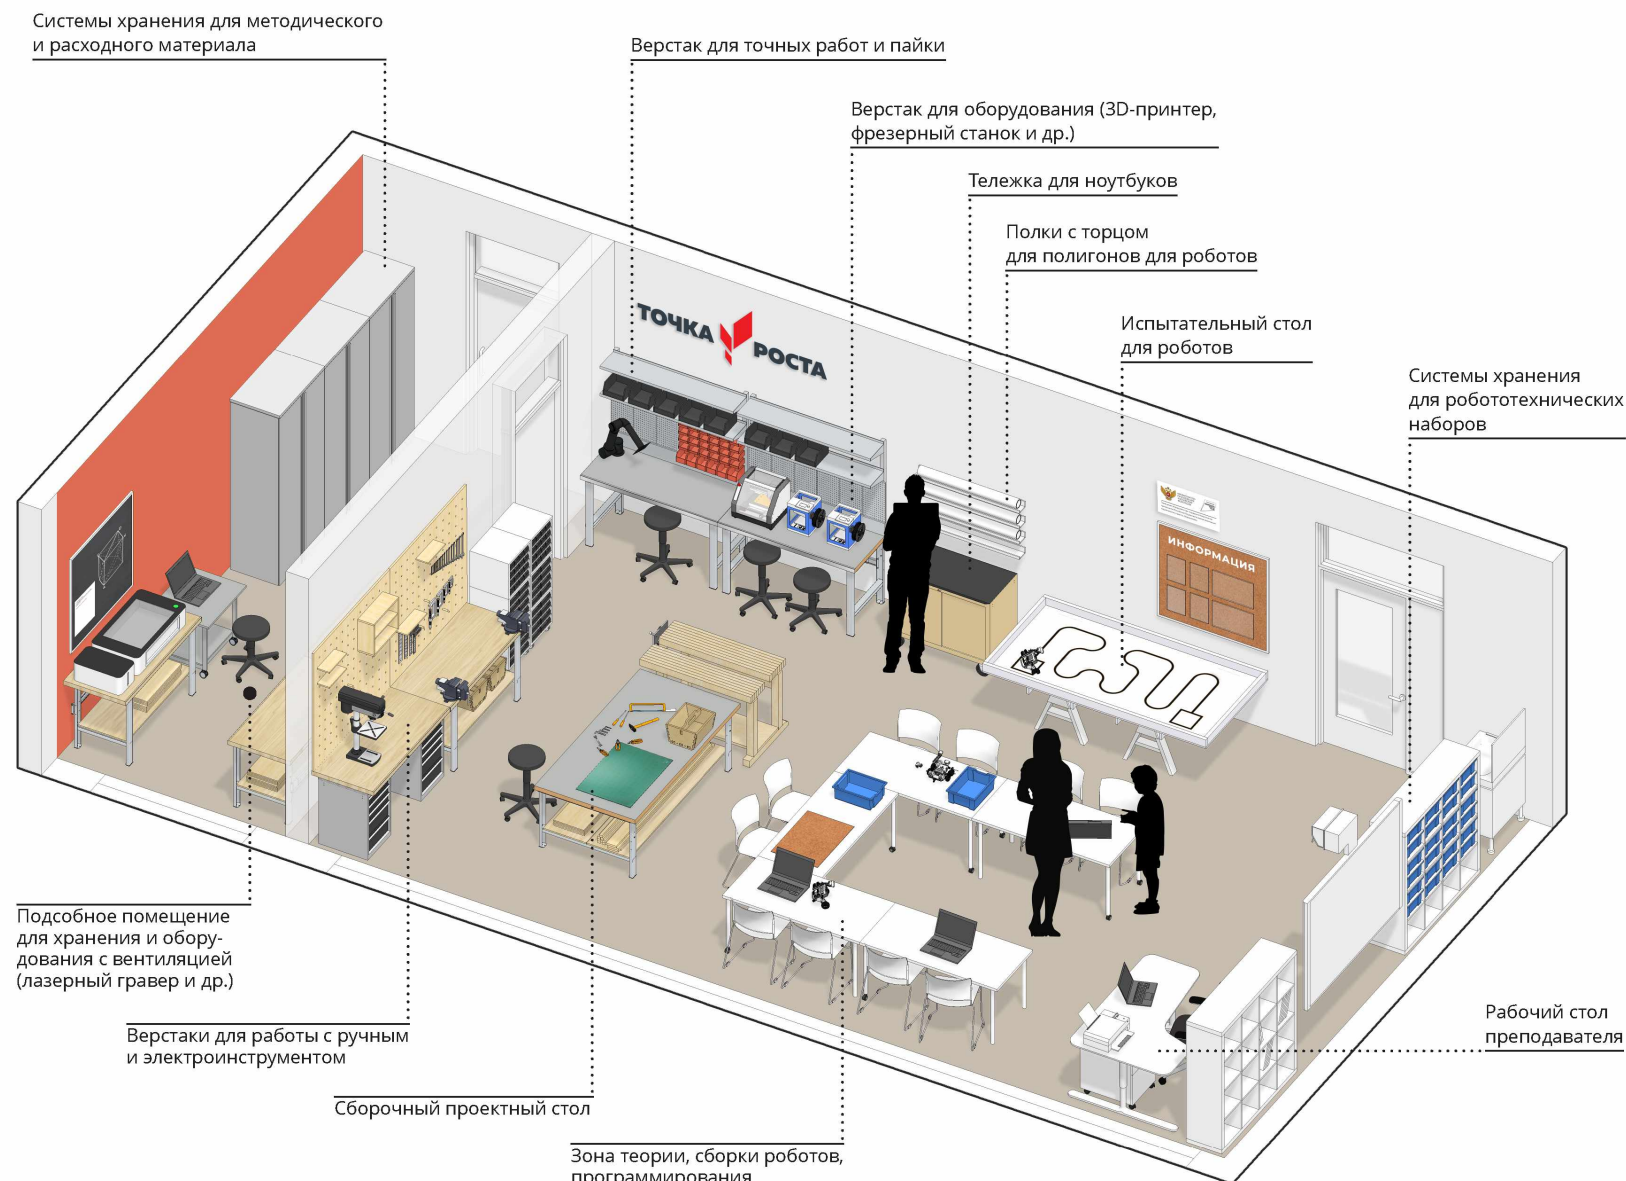 Системы хранения для методического
и расходного материала
Верстак для точных работ и пайки
Верстак для оборудования (3D-принтер,
фрезерный станок и др.)
Тележка для ноутбуков
Полки с торцом
для полигонов для роботов
Испытательный стол
для роботов
Системы хранения
для робототехнических
наборов
ТОЧКА
РОСТА
ИНФОРМАЦИЯ
Подсобное помещение
для хранения и обору-
дования с вентиляцией
(лазерный гравер и др.)
Верстаки для работы с ручным
и электроинструментом
Сборочный проектный стол
Зона теории, сборки роботов,
программирования
Рабочий стол
преподавателя